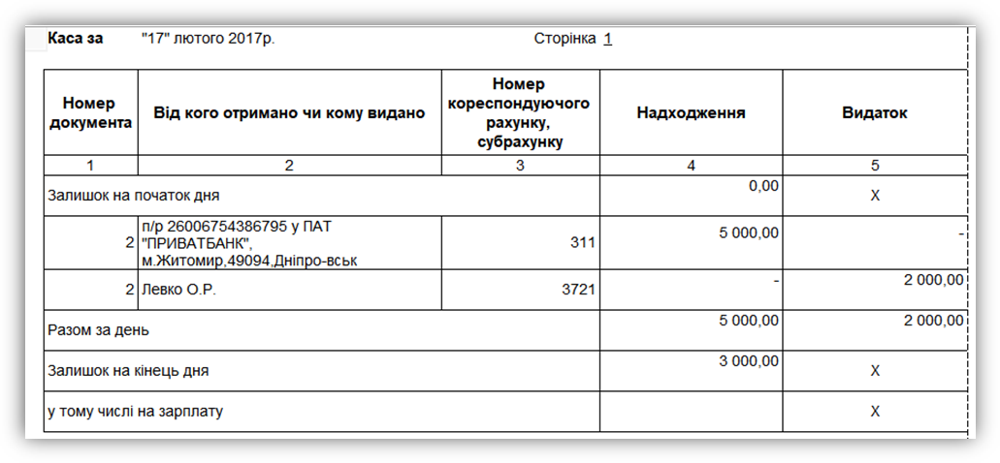 Каса за "17" лютого 2017р. Сторінка 1
Номер документа Від кого отримано чи кому видано Номер кореспондуючого рахунку, субрахунку Надходження Видаток
1 2 3 4 5
Залишок на початок дня 0,00 X
2 п/р 26006754386795 у ПАТ "ПРИВАТБАНК", м.Житомир,49094,Дніпро-вськ 311 5 000,00 -
2 Левко О.Р. 3721 - 2 000,00
Разом за день 5 000,00 2 000,00
Залишок на кінець дня 3 000,00 X
у тому числі на зарплату X